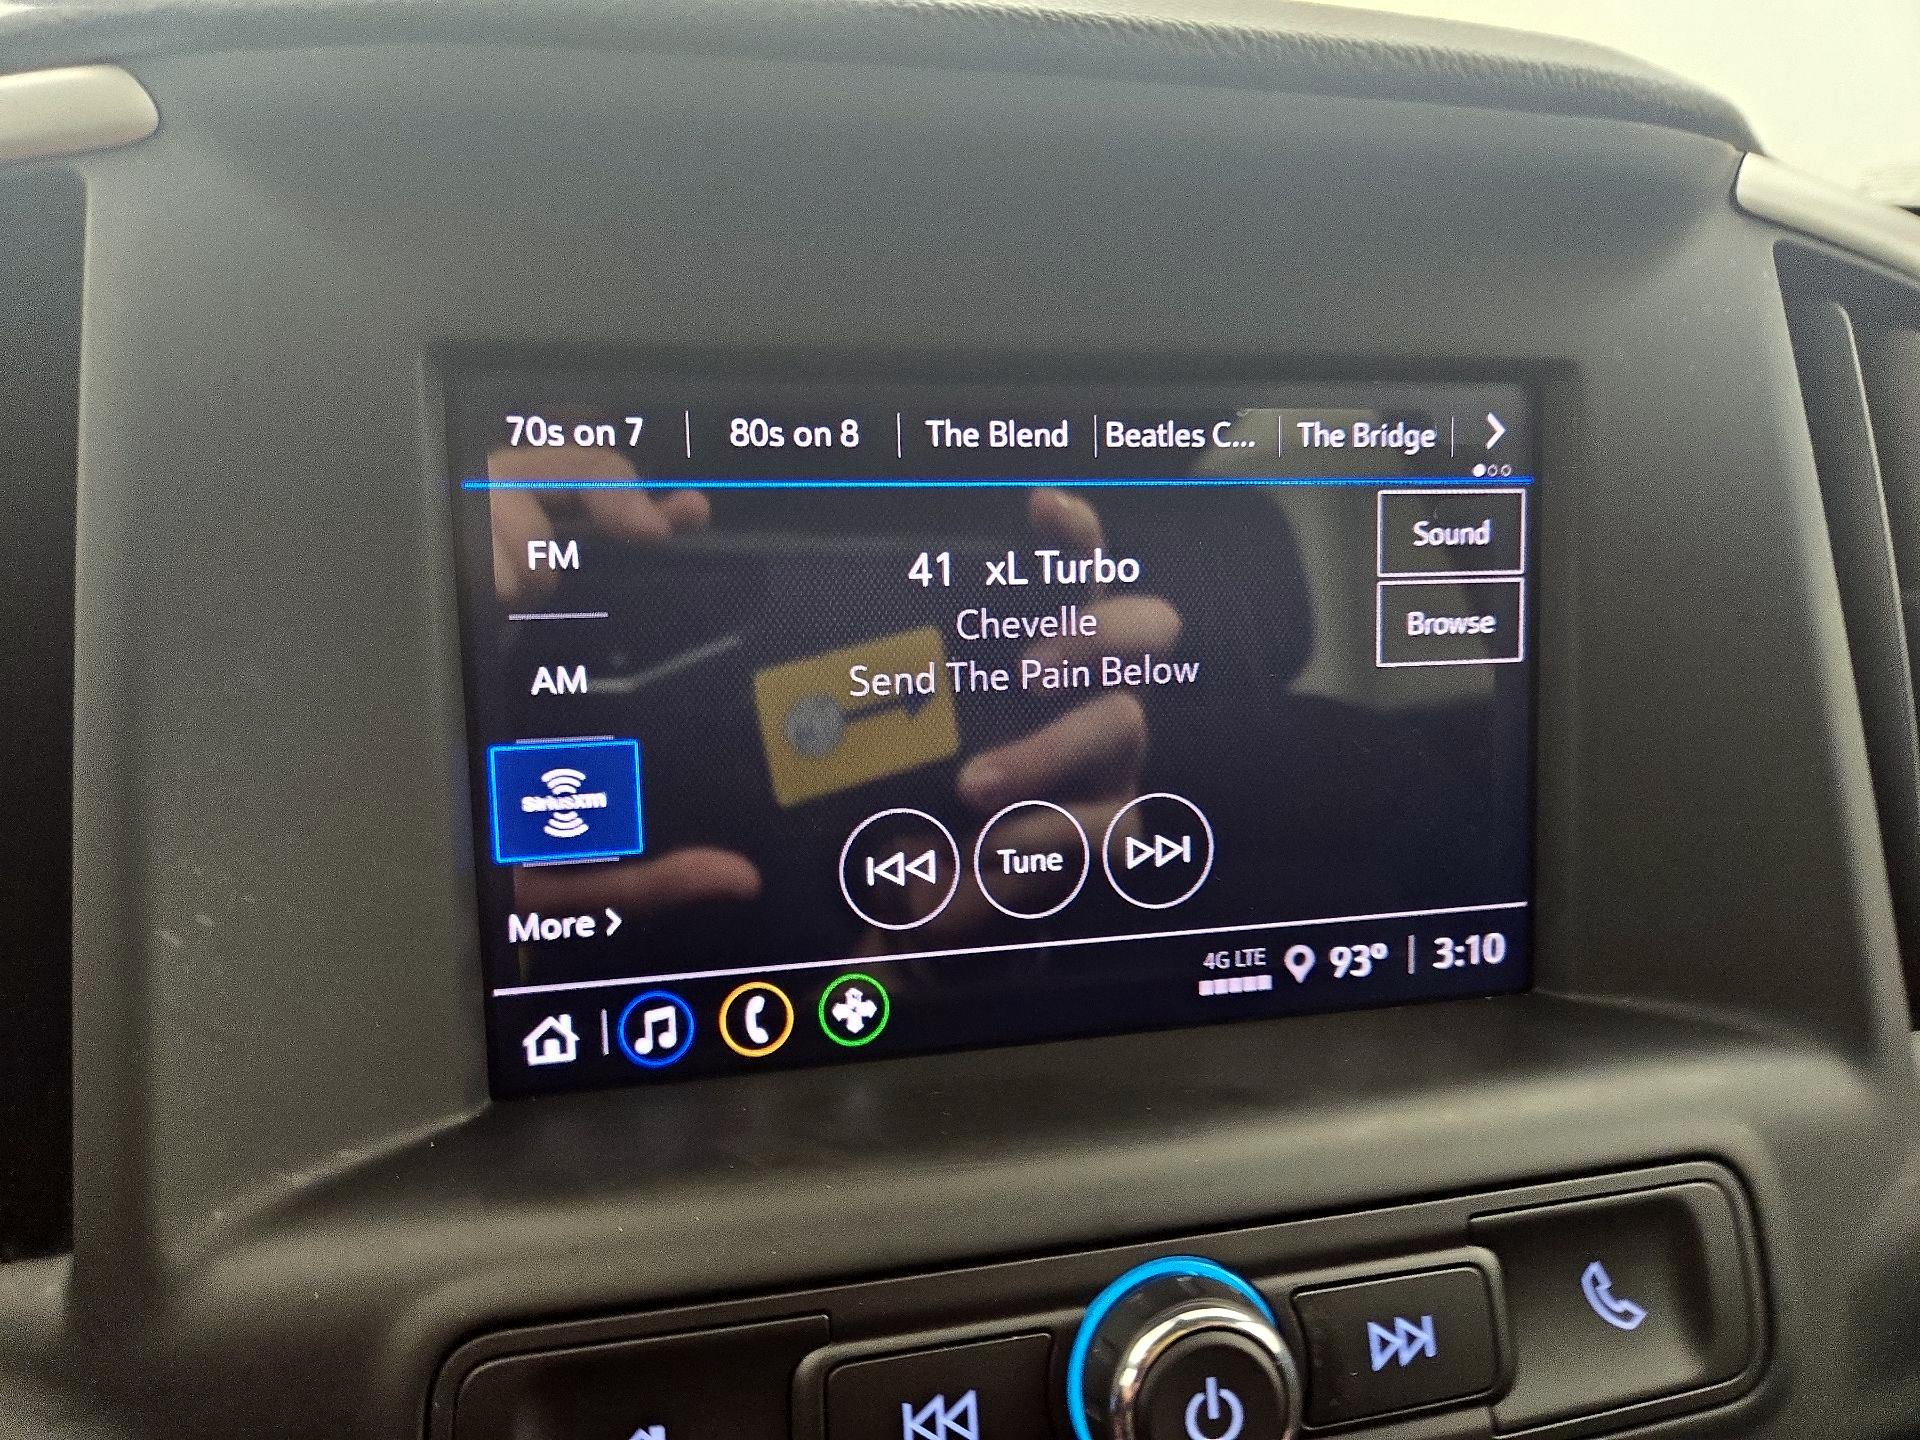 70s on 7
80s on 8
The Blend
Beatles C...
The Bridge
FM
AM
SiriusXM
More
41 xL Turbo
Chevelle
Send The Pain Below
Sound
Browse
Tune
4G LTE
93°
3:10